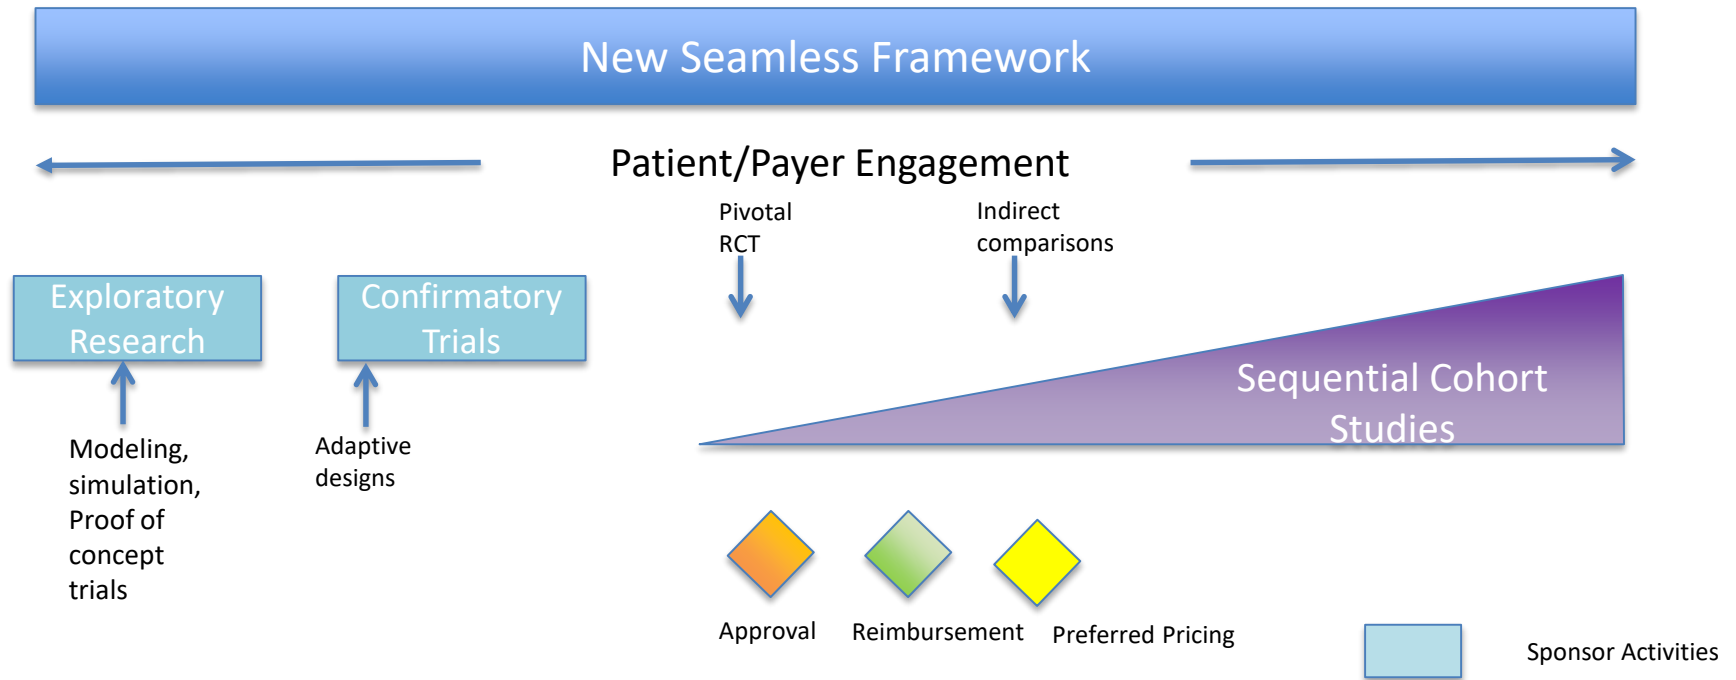 New Seamless Framework
Patient/Payer Engagement
Pivotal
RCT
Indirect
comparisons
Exploratory
Research
Confirmatory
Trials
Sequential Cohort
Studies
Modeling,
simulation,
Proof of
concept
trials
Adaptive
designs
Approval
Reimbursement
Preferred Pricing
Sponsor Activities